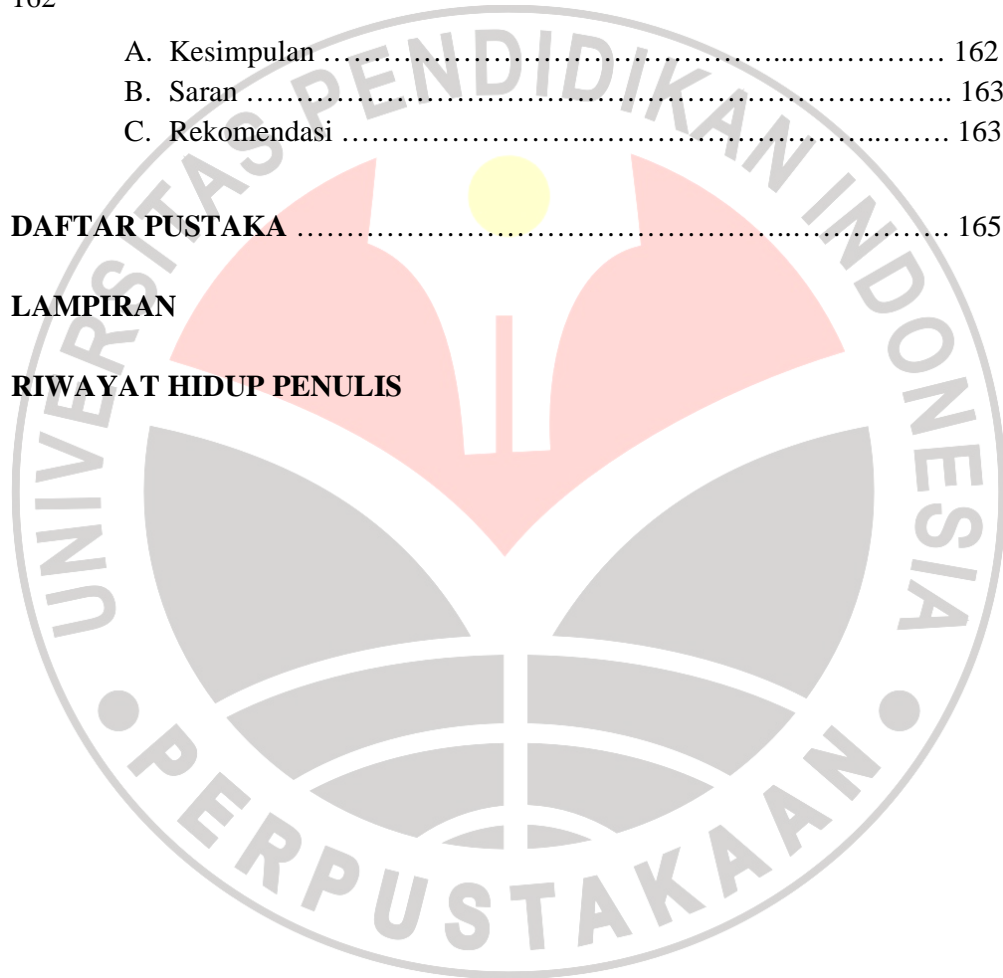 162
A. Kesimpulan …………………………………………...…………… 162
B. Saran ……………………………………………………………….. 163
C. Rekomendasi ……………………..………………………..……. 163
DAFTAR PUSTAKA …………………………………………...……………. 165
LAMPIRAN
RIWAYAT HIDUP PENULIS
UNIVERSITAS PENDIDIKAN INDONESIA
PERPUSTAKAAN